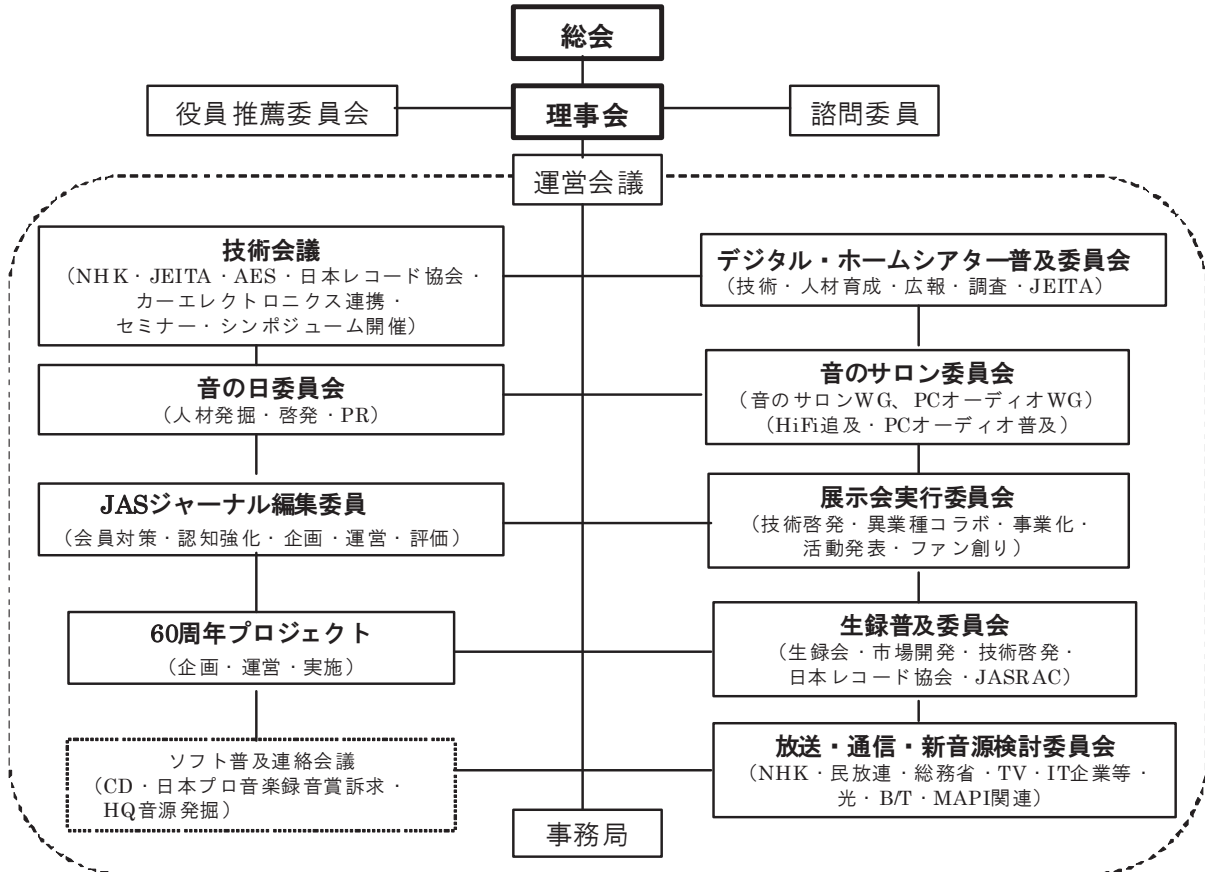 総会
役員推薦委員会
理事会
諮問委員
運営会議
技術会議
（NHK・JEITA・AES・日本レコード協会・
カーエレクトロニクス連携・
セミナー・シンポジューム開催）
デジタル・ホームシアター普及委員会
（技術・人材育成・広報・調査・JEITA）
音の日委員会
（人材発掘・啓発・PR）
音のサロン委員会
（音のサロンWG、PCオーディオWG）
（HiFi追及・PCオーディオ普及）
JASジャーナル編集委員
（会員対策・認知強化・企画・運営・評価）
展示会実行委員会
（技術啓発・異業種コラボ・事業化・
活動発表・ファン創り）
60周年プロジェクト
（企画・運営・実施）
生録普及委員会
（生録会・市場開発・技術啓発・
日本レコード協会・JASRAC）
ソフト普及連絡会議
（CD・日本プロ音楽録音賞訴求・
HQ音源発掘）
放送・通信・新音源検討委員会
（NHK・民放連・総務省・TV・IT企業等・
光・B/T・MAPI関連）
事務局